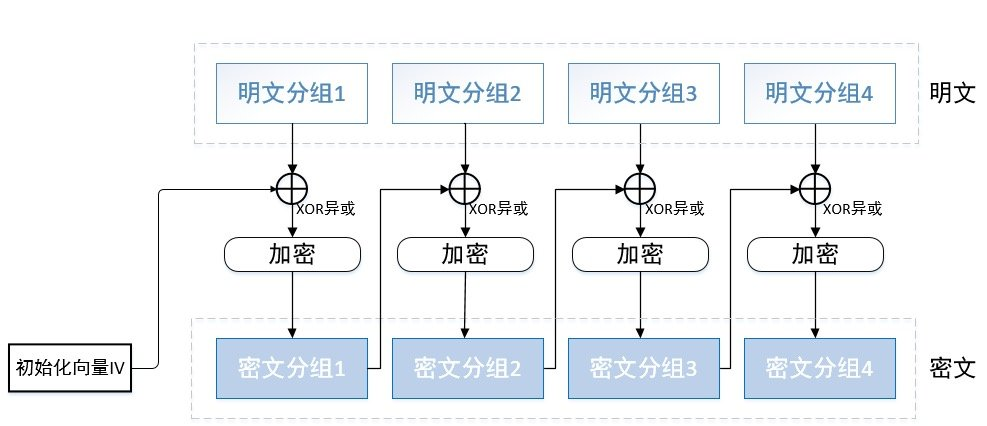 明文分组1
明文分组2
明文分组3
明文分组4
明文
XOR异或
XOR异或
XOR异或
XOR异或
加密
加密
加密
加密
初始化向量IV
密文分组1
密文分组2
密文分组3
密文分组4
密文